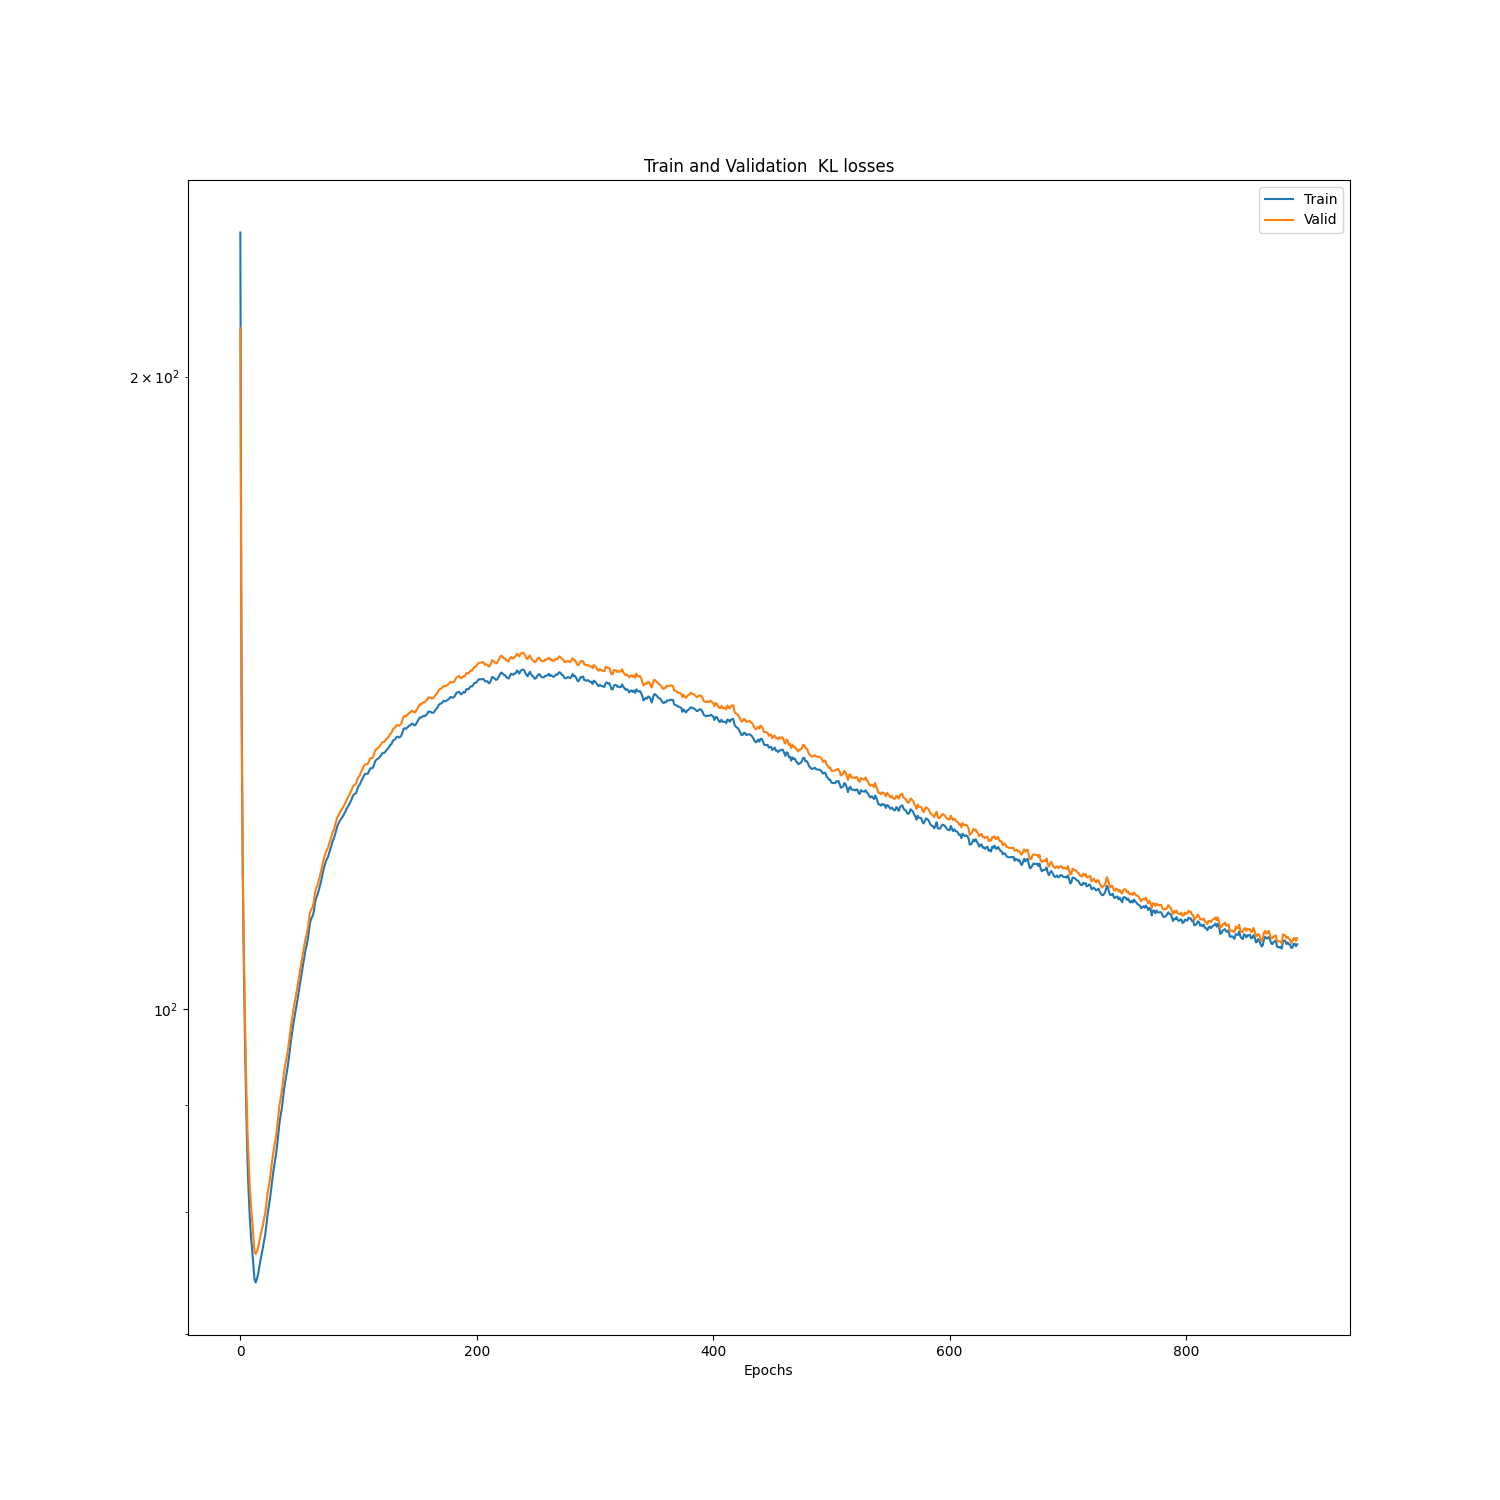 Train and Validation  KL losses
Train
Valid
2 × 10²
10²
0 200 400 600 800
Epochs